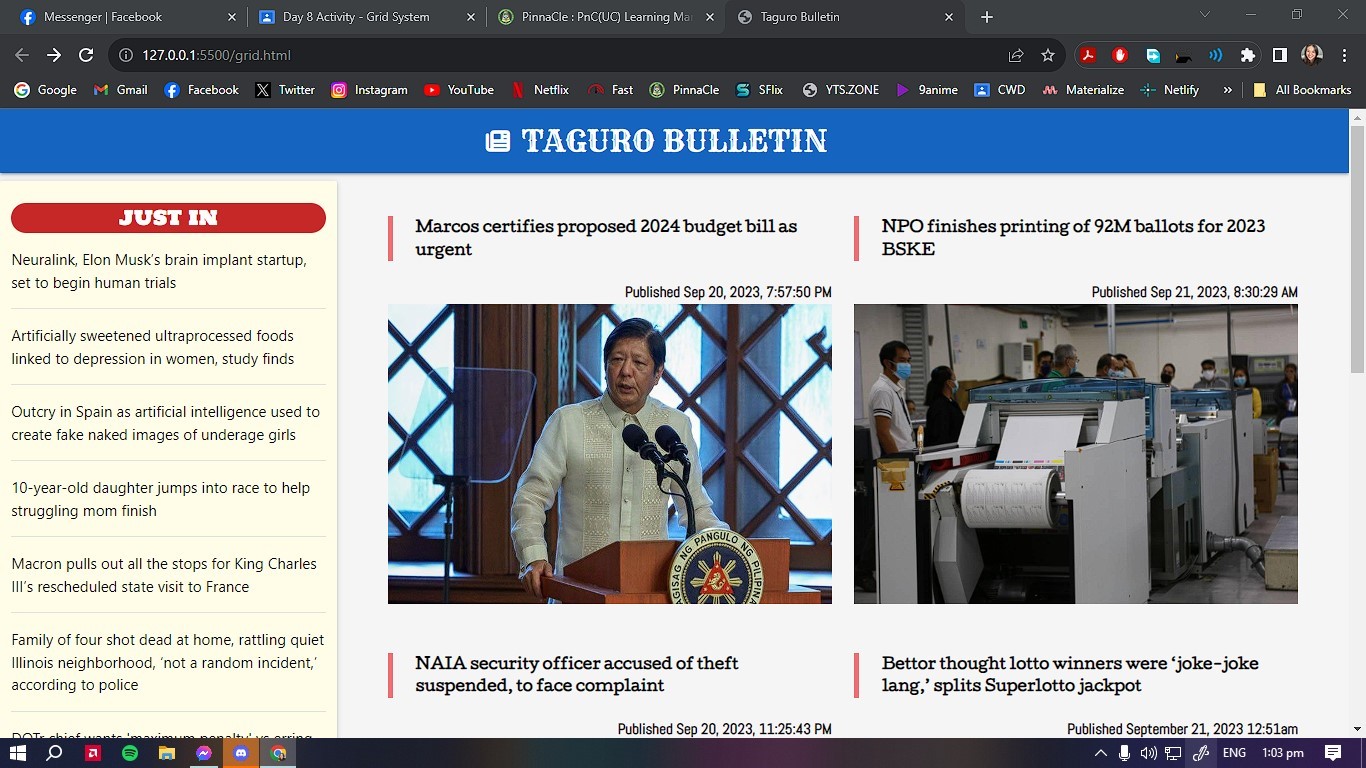 Messenger | Facebook
Day 8 Activity - Grid System
PinnaCle : PnC(UC) Learning Ma
Taguro Bulletin
127.0.0.1:5500/grid.html
Google
Gmail
Facebook
Twitter
Instagram
YouTube
Netflix
Fast
PinnaCle
SFlix
YTS.ZONE
9anime
CWD
Materialize
Netlify
»
All Bookmarks
TAGURO BULLETIN
JUST IN
Neuralink, Elon Musk’s brain implant startup,
set to begin human trials
Artificially sweetened ultraprocessed foods
linked to depression in women, study finds
Outcry in Spain as artificial intelligence used to
create fake naked images of underage girls
10-year-old daughter jumps into race to help
struggling mom finish
Macron pulls out all the stops for King Charles
III’s rescheduled state visit to France
Family of four shot dead at home, rattling quiet
Illinois neighborhood, ‘not a random incident,’
according to police
DOTr chief wants 'maximum penalty' vs erring
Marcos certifies proposed 2024 budget bill as
urgent
Published Sep 20, 2023, 7:57:50 PM
PANGULO NG PILIPINA
NPO finishes printing of 92M ballots for 2023
BSKE
Published Sep 21, 2023, 8:30:29 AM
NAIA security officer accused of theft
suspended, to face complaint
Published Sep 20, 2023, 11:25:43 PM
Bettor thought lotto winners were ‘joke-joke
lang,’ splits Superlotto jackpot
Published September 21, 2023 12:51am
ENG
1:03 pm